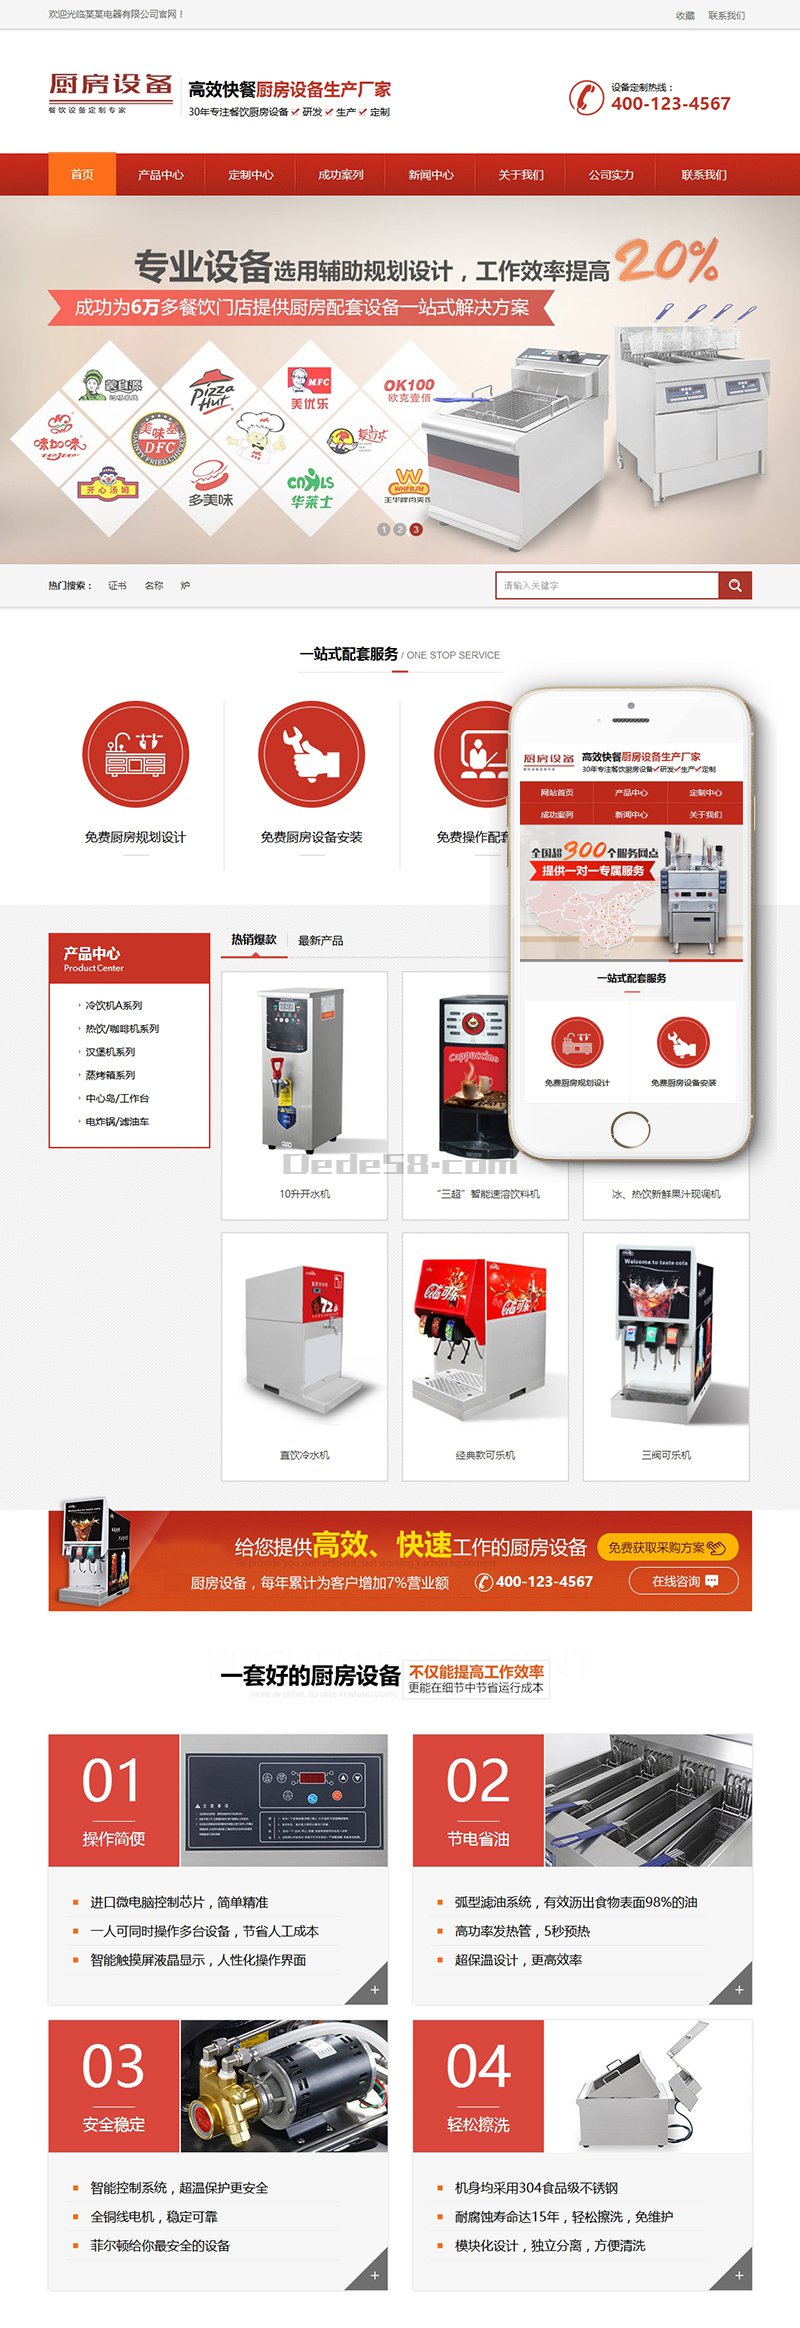 欢迎光临某某电器有限公司官网！
收藏 联系我们
厨房设备
餐饮设备定制专家
高效快餐厨房设备生产厂家
30年专注餐饮厨房设备 研发 生产 定制
设备定制热线：
400-123-4567
首页 产品中心 定制中心 成功案列 新闻中心 关于我们 公司实力 联系我们
专业设备选用辅助规划设计，工作效率提高20%
成功为6万多餐饮门店提供厨房配套设备一站式解决方案
Pizza
Hut
MFC
美优乐
OK100
欧克壹佰
味加味
美味基
DFC
开心汤姆
多美味
华莱士
WHFRJM
1 2 3
热门搜索： 证书 名称 炉
请输入关键字
一站式配套服务 / ONE STOP SERVICE
免费厨房规划设计
免费厨房设备安装
免费操作配
厨房设备
高效快餐厨房设备生产厂家
30年专注餐饮厨房设备 研发 生产 定制
网站首页 产品中心 定制中心
成功案列 新闻中心 关于我们
全国超300个服务网点
提供一对一专属服务
一站式配套服务
免费厨房规划设计
免费厨房设备安装
产品中心
Product Center
冷饮机A系列
热饮/咖啡机系列
汉堡机系列
蒸烤箱系列
中心岛/工作台
电炸锅/滤油车
热销爆款 最新产品
Cappuccino
Dede58.com
10升开水机
“三超”智能速溶饮料机
冰、热饮新鲜果汁现调机
Welcome to taste cola
直饮冷水机
经典款可乐机
三阀可乐机
给您提供高效、快速工作的厨房设备
To provide you with efficient, fast working kitchen equipment
厨房设备，每年累计为客户增加7%营业额
400-123-4567
免费获取采购方案
在线咨询
一套好的厨房设备
不仅能提高工作效率
更能在细节中节省运行成本
01
操作简便
进口微电脑控制芯片，简单精准
一人可同时操作多台设备，节省人工成本
智能触摸屏液晶显示，人性化操作界面
+
02
节电省油
弧型滤油系统，有效沥出食物表面98%的油
高功率发热管，5秒预热
超保温设计，更高效率
+
03
安全稳定
智能控制系统，超温保护更安全
全铜线电机，稳定可靠
菲尔顿给你最安全的设备
+
04
轻松擦洗
机身均采用304食品级不锈钢
耐腐蚀寿命达15年，轻松擦洗，免维护
模块化设计，独立分离，方便清洗
+